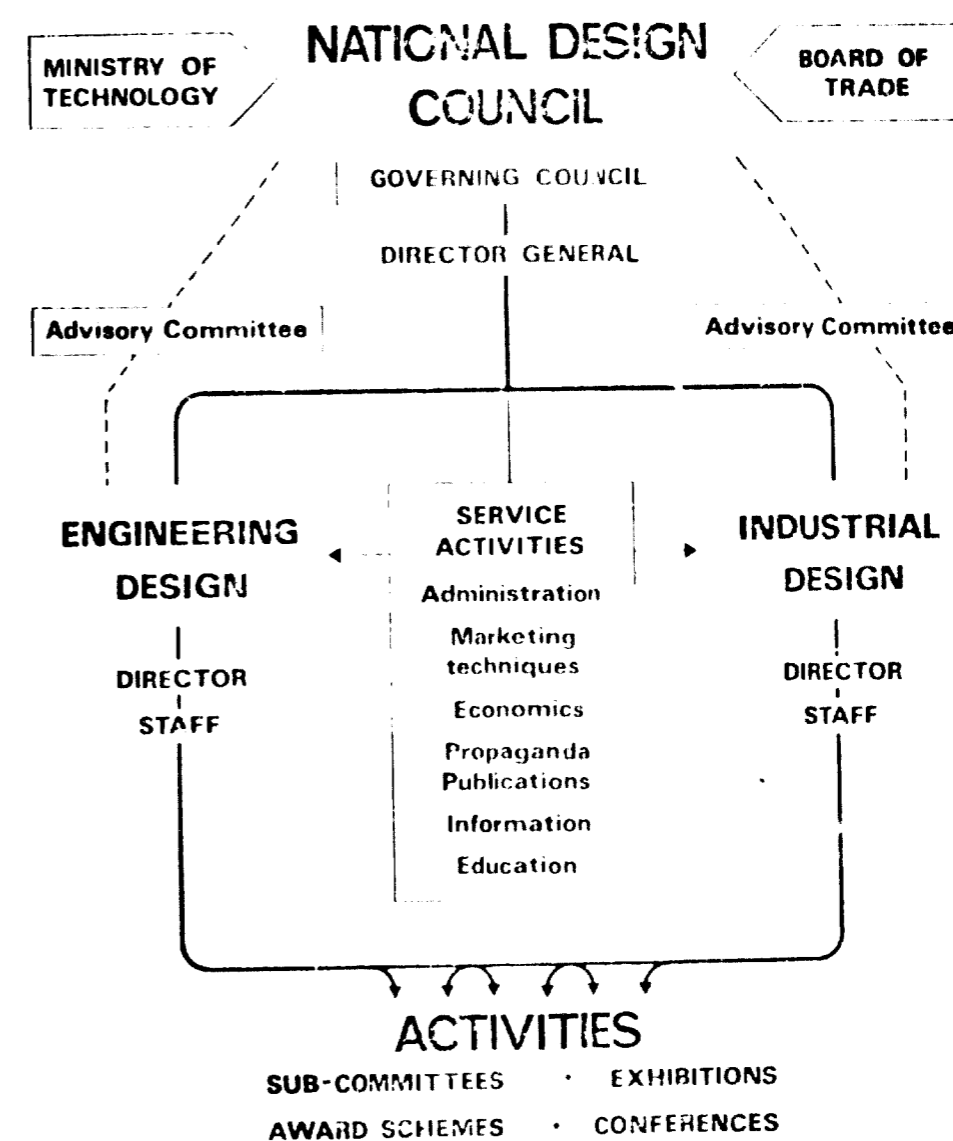 MINISTRY OF
TECHNOLOGY
NATIONAL DESIGN
COUNCIL
BOARD OF
TRADE
GOVERNING COUNCIL
DIRECTOR GENERAL
Advisory Committee
Advisory Committee
ENGINEERING
DESIGN
DIRECTOR
STAFF
SERVICE
ACTIVITIES
Administration
Marketing
techniques
Economics
Propaganda
Publications
Information
Education
INDUSTRIAL
DESIGN
DIRECTOR
STAFF
ACTIVITIES
SUB-COMMITTEES · EXHIBITIONS
AWARD SCHEMES · CONFERENCES